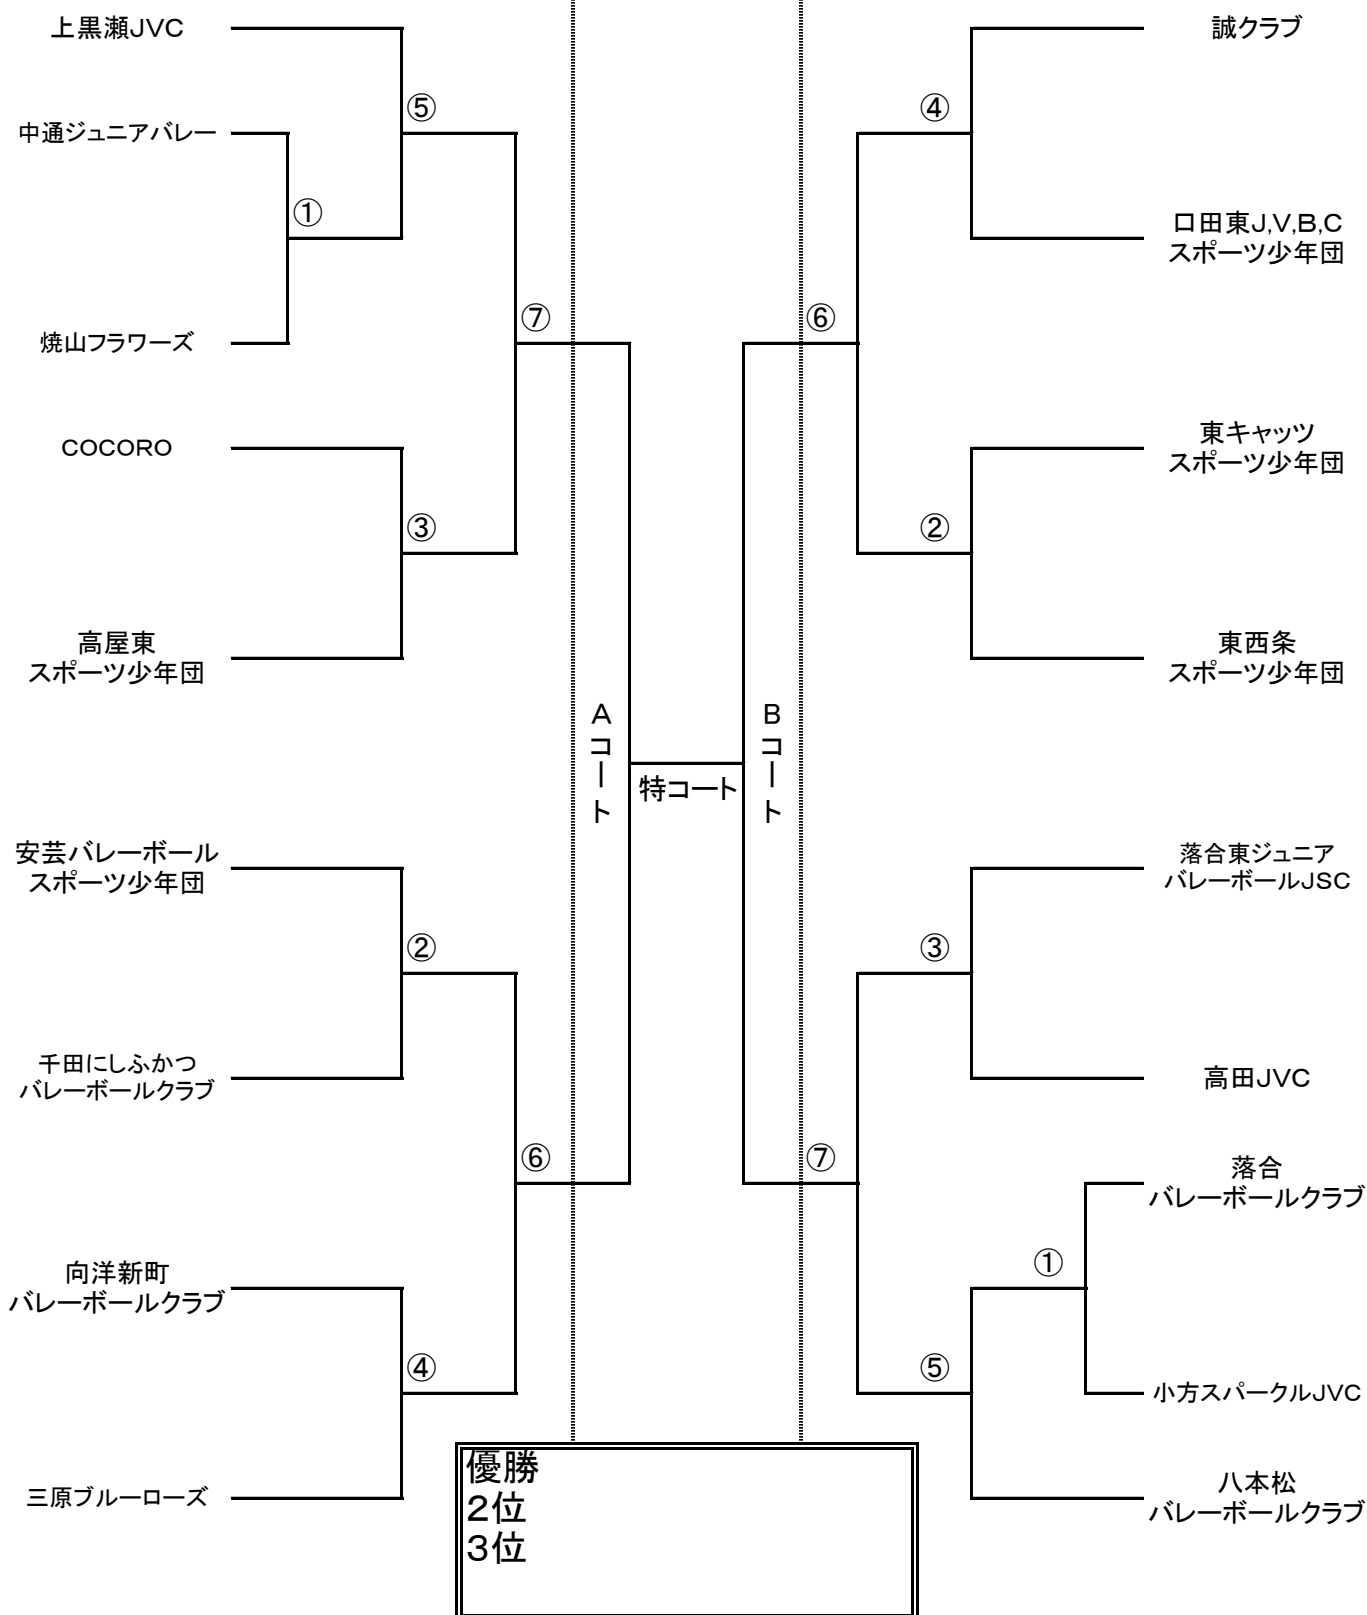 上黒瀬JVC
⑤
中通ジュニアバレー
①
焼山フラワーズ
⑦
COCORO
③
高屋東
スポーツ少年団
安芸バレーボール
スポーツ少年団
②
千田にしふかつ
バレーボールクラブ
⑥
向洋新町
バレーボールクラブ
④
三原ブルーローズ
Aコート
特コート
Bコート
誠クラブ
④
口田東J,V,B,C
スポーツ少年団
⑥
東キャッツ
スポーツ少年団
②
東西条
スポーツ少年団
落合東ジュニア
バレーボールJSC
③
高田JVC
⑦
落合
バレーボールクラブ
①
小方スパークルJVC
⑤
八本松
バレーボールクラブ
優勝
2位
3位